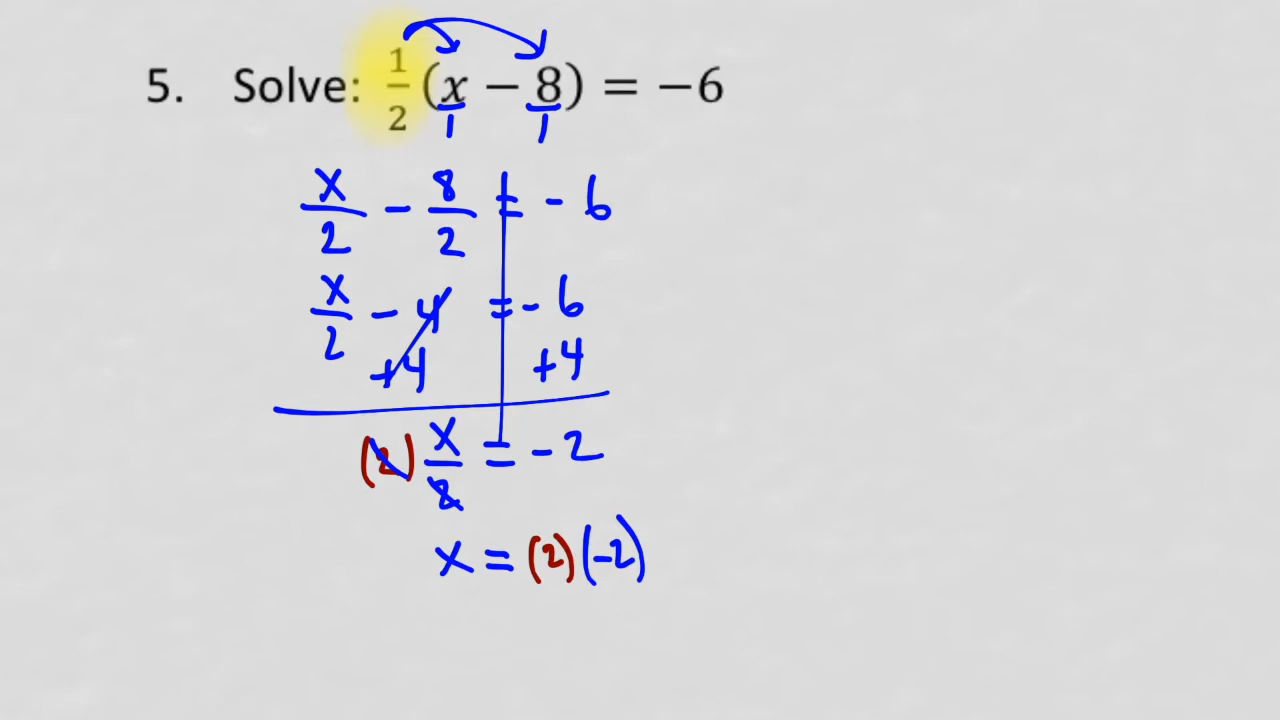 5. Solve: 1/2 (x − 8) = −6
1 1
x/2 - 8/2 = - 6
x/2 - 4 = - 6
+4 +4
(2) x/2 = - 2
x = (2)(-2)